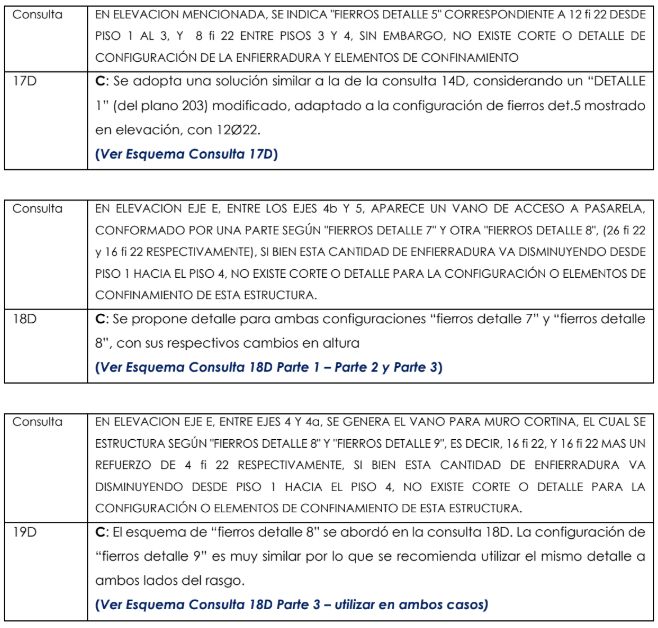 Consulta
EN ELEVACION MENCIONADA, SE INDICA "FIERROS DETALLE 5" CORRESPONDIENTE A 12 fi 22 DESDE
PISO 1 AL 3, Y 8 fi 22 ENTRE PISOS 3 Y 4, SIN EMBARGO, NO EXISTE CORTE O DETALLE DE
CONFIGURACIÓN DE LA ENFIERRADURA Y ELEMENTOS DE CONFINAMIENTO
17D
C: Se adopta una solución similar a la de la consulta 14D, considerando un “DETALLE
1” (del plano 203) modificado, adaptado a la configuración de fierros det.5 mostrado
en elevación, con 12Ø22.
(Ver Esquema Consulta 17D)
Consulta
EN ELEVACION EJE E, ENTRE LOS EJES 4b Y 5, APARECE UN VANO DE ACCESO A PASARELA,
CONFORMADO POR UNA PARTE SEGÚN "FIERROS DETALLE 7" Y OTRA "FIERROS DETALLE 8", (26 fi 22
y 16 fi 22 RESPECTIVAMENTE), SI BIEN ESTA CANTIDAD DE ENFIERRADURA VA DISMINUYENDO DESDE
PISO 1 HACIA EL PISO 4, NO EXISTE CORTE O DETALLE PARA LA CONFIGURACIÓN O ELEMENTOS DE
CONFINAMIENTO DE ESTA ESTRUCTURA.
18D
C: Se propone detalle para ambas configuraciones “fierros detalle 7” y “fierros detalle
8”, con sus respectivos cambios en altura
(Ver Esquema Consulta 18D Parte 1 – Parte 2 y Parte 3)
Consulta
EN ELEVACION EJE E, ENTRE EJES 4 Y 4a, SE GENERA EL VANO PARA MURO CORTINA, EL CUAL SE
ESTRUCTURA SEGÚN "FIERROS DETALLE 8" Y "FIERROS DETALLE 9", ES DECIR, 16 fi 22, Y 16 fi 22 MAS UN
REFUERZO DE 4 fi 22 RESPECTIVAMENTE, SI BIEN ESTA CANTIDAD DE ENFIERRADURA VA
DISMINUYENDO DESDE PISO 1 HACIA EL PISO 4, NO EXISTE CORTE O DETALLE PARA LA
CONFIGURACIÓN O ELEMENTOS DE CONFINAMIENTO DE ESTA ESTRUCTURA.
19D
C: El esquema de “fierros detalle 8” se abordó en la consulta 18D. La configuración de
“fierros detalle 9” es muy similar por lo que se recomienda utilizar el mismo detalle a
ambos lados del rasgo.
(Ver Esquema Consulta 18D Parte 3 – utilizar en ambos casos)